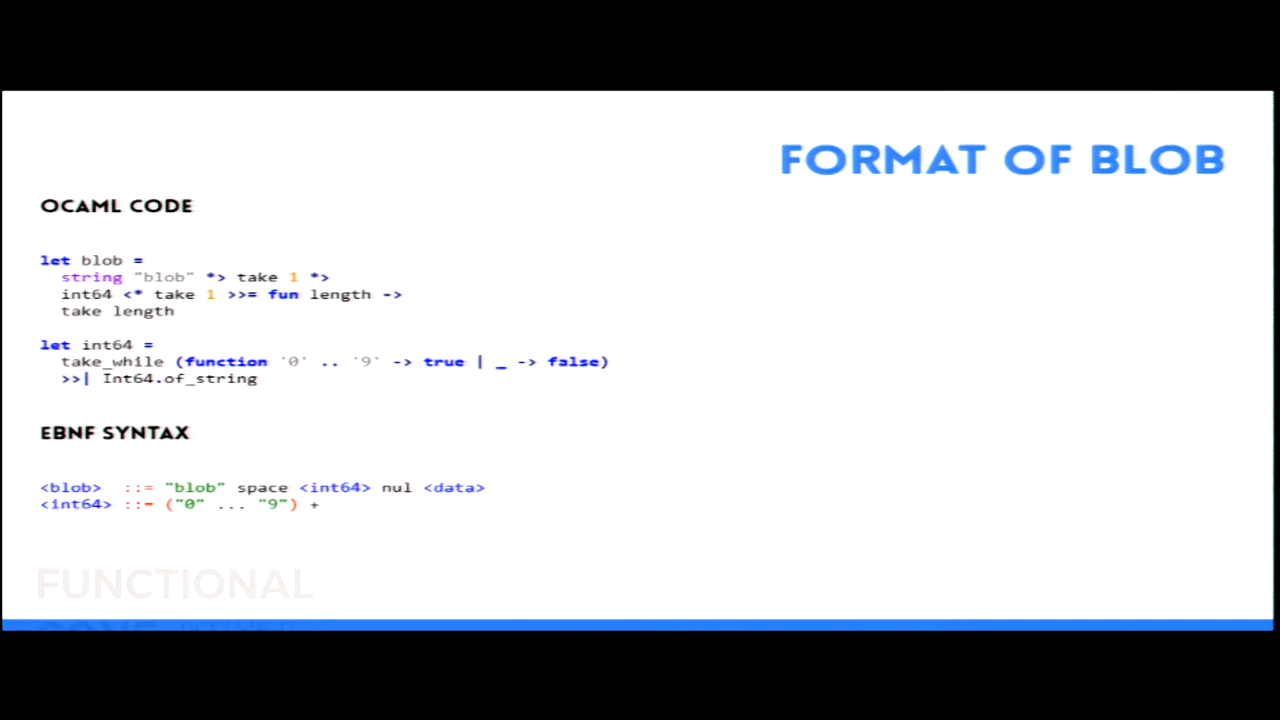 FORMAT OF BLOB
OCAML CODE
let blob =
string "blob" *> take 1 *>
int64 <* take 1 >>= fun length ->
take length
let int64 =
take_while (function '0' .. '9' -> true | _ -> false)
>>| Int64.of_string
EBNF SYNTAX
<blob> ::= "blob" space <int64> nul <data>
<int64> ::= ("0" ... "9") +
FUNCTIONAL